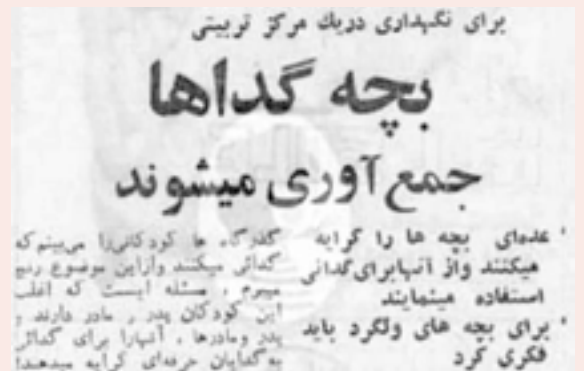 برای نگهداری دریک مرکز تربیتی
بچه گداها
جمع آوری میشوند
' عده‌ای بچه ها را کرایه
میکنند واز آنها برای گدائی
استفاده مینمایند
' برای بچه های ولگرد باید
فکری کرد
گذرگاه ها کودکانی‌را می‌بینم‌که
گدائی میکنند وازاین موضوع رنج
میبرم ، مسئله اینست که اغلب
این کودکان پدر و مادر دارند و
پدر ومادرها ، آنهارا برای گدائی
به‌گدایان حرفه‌ای کرایه میدهند!